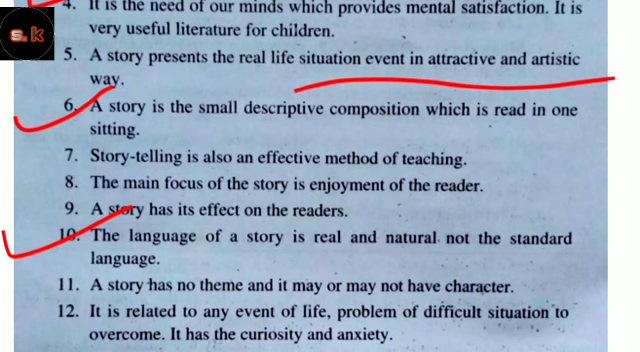 s.k
4. It is the need of our minds which provides mental satisfaction. It is
very useful literature for children.
5. A story presents the real life situation event in attractive and artistic
way.
6. A story is the small descriptive composition which is read in one
sitting.
7. Story-telling is also an effective method of teaching.
8. The main focus of the story is enjoyment of the reader.
9. A story has its effect on the readers.
10. The language of a story is real and natural not the standard
language.
11. A story has no theme and it may or may not have character.
12. It is related to any event of life, problem of difficult situation to
overcome. It has the curiosity and anxiety.